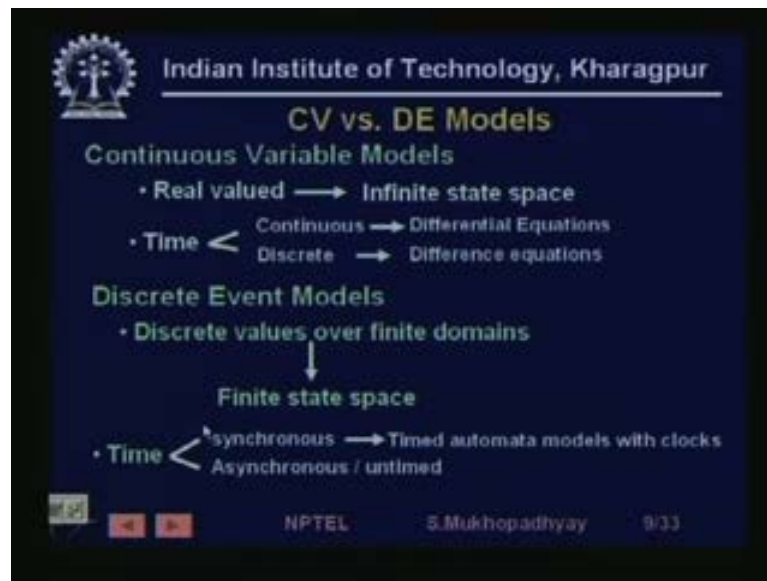 Indian Institute of Technology, Kharagpur
CV vs. DE Models
Continuous Variable Models
• Real valued → Infinite state space
• Time < Continuous → Differential Equations
Discrete → Difference equations
Discrete Event Models
• Discrete values over finite domains
↓
Finite state space
• Time < synchronous → Timed automata models with clocks
Asynchronous / untimed
NPTEL S.Mukhopadhyay 9/33